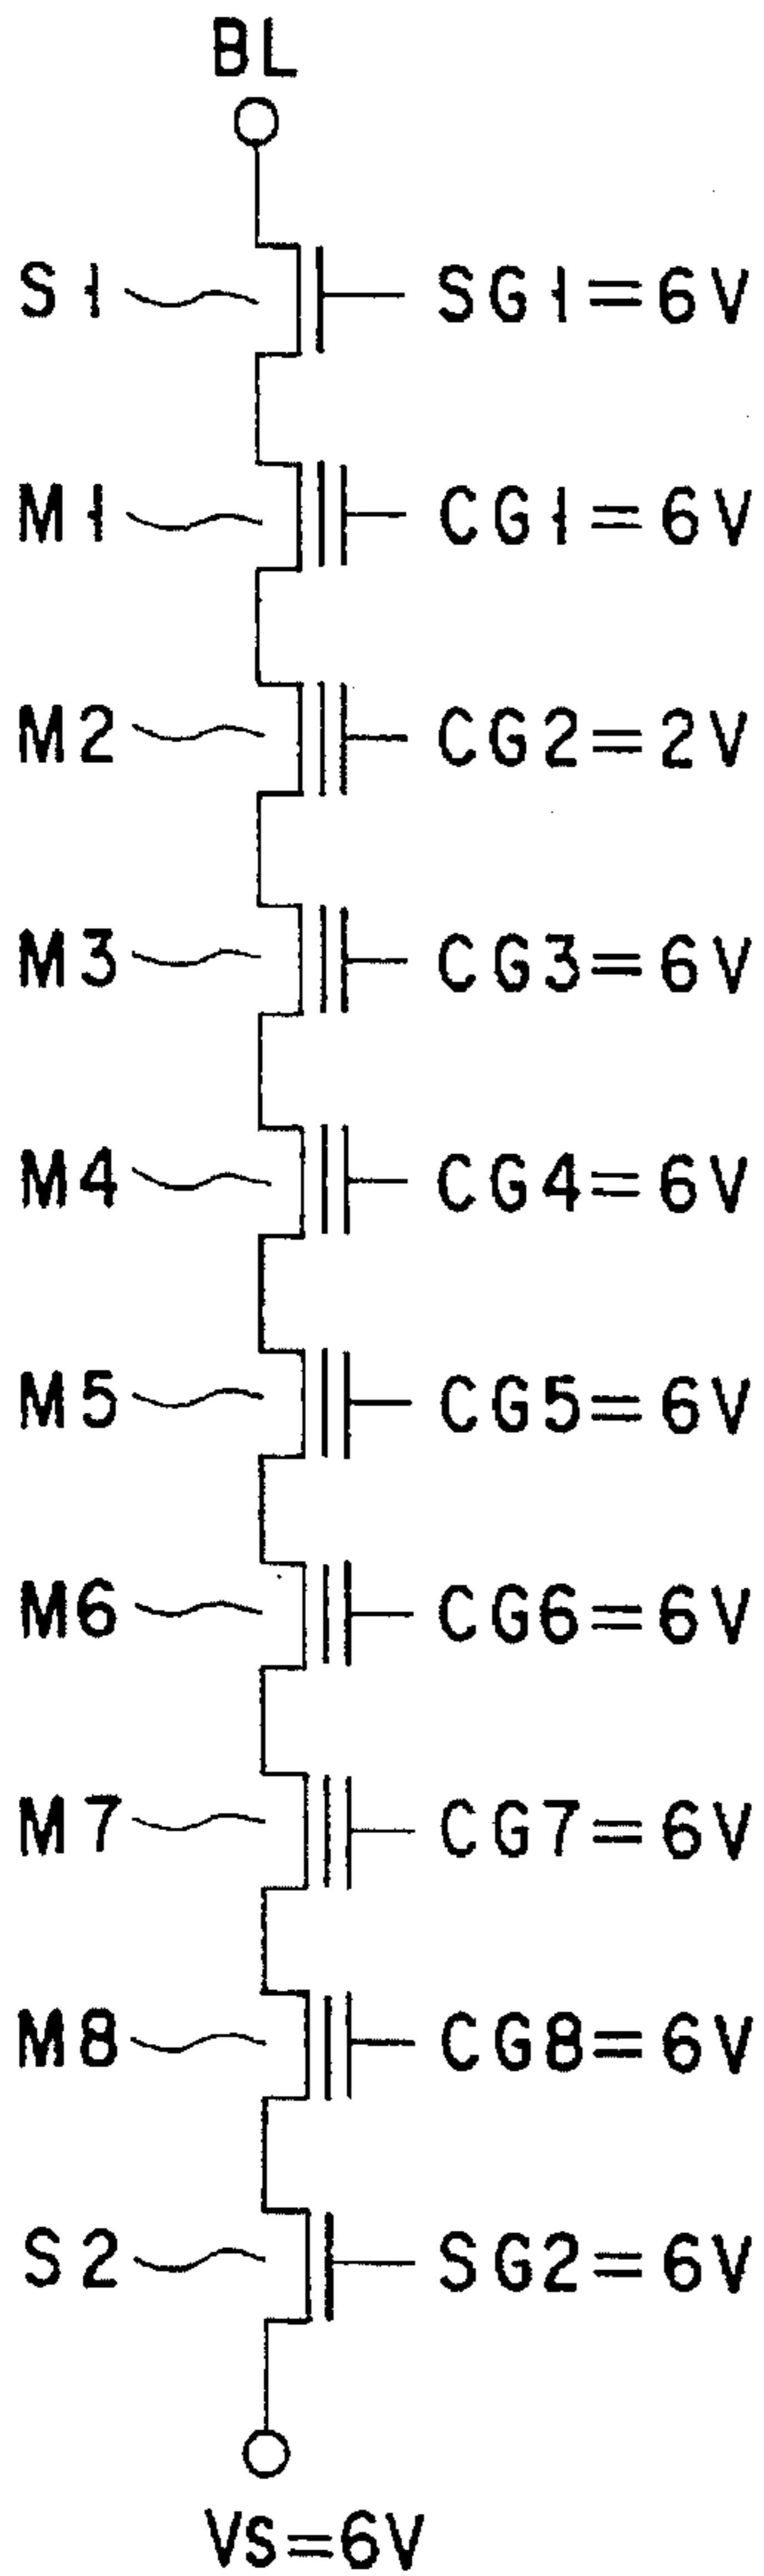 BL
S1 SG1=6V
M1 CG1=6V
M2 CG2=2V
M3 CG3=6V
M4 CG4=6V
M5 CG5=6V
M6 CG6=6V
M7 CG7=6V
M8 CG8=6V
S2 SG2=6V
VS=6V